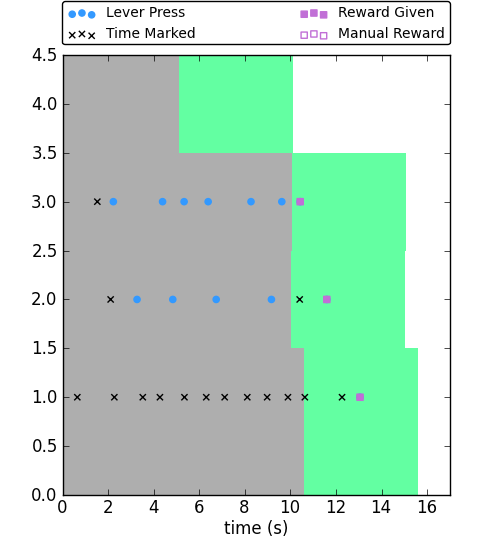 Lever Press
Reward Given
Time Marked
Manual Reward
4.5
4.0
3.5
3.0
2.5
2.0
1.5
1.0
0.5
0.0
0 2 4 6 8 10 12 14 16
time (s)